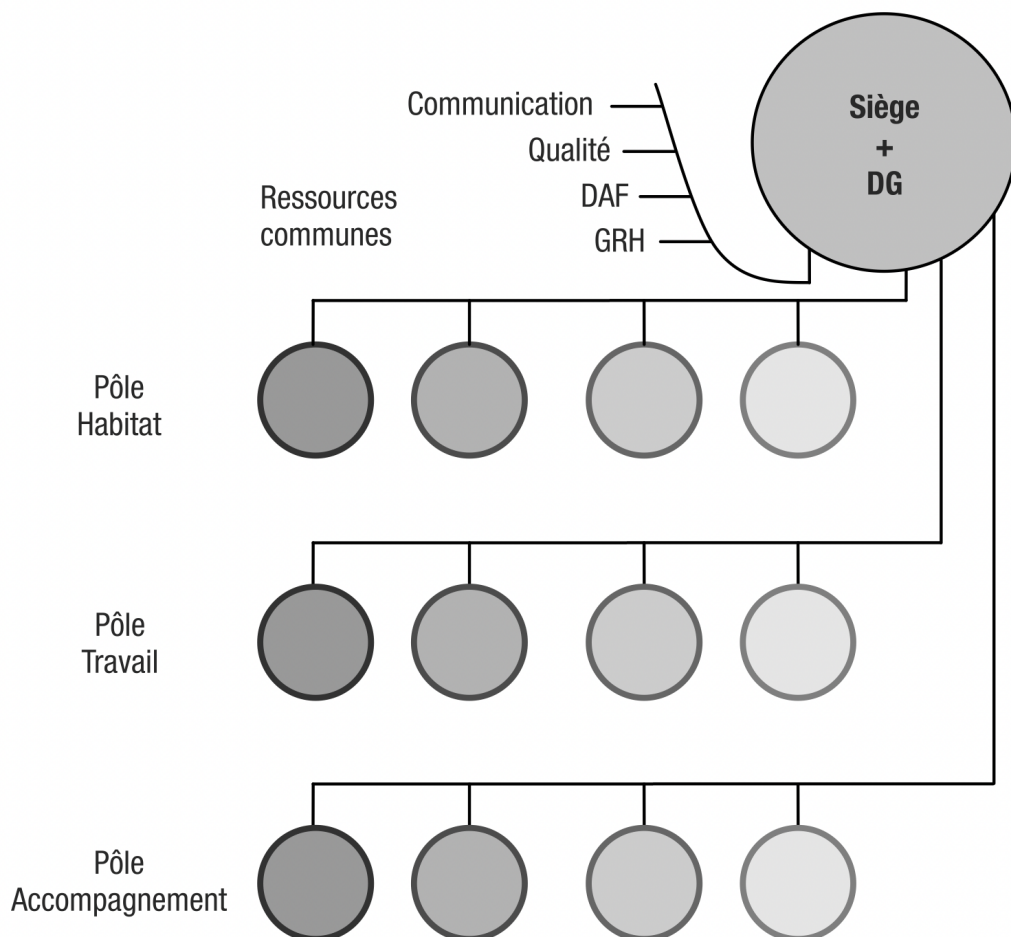 Siège
+
DG
Communication
Qualité
DAF
GRH
Ressources
communes
Pôle
Habitat
Pôle
Travail
Pôle
Accompagnement